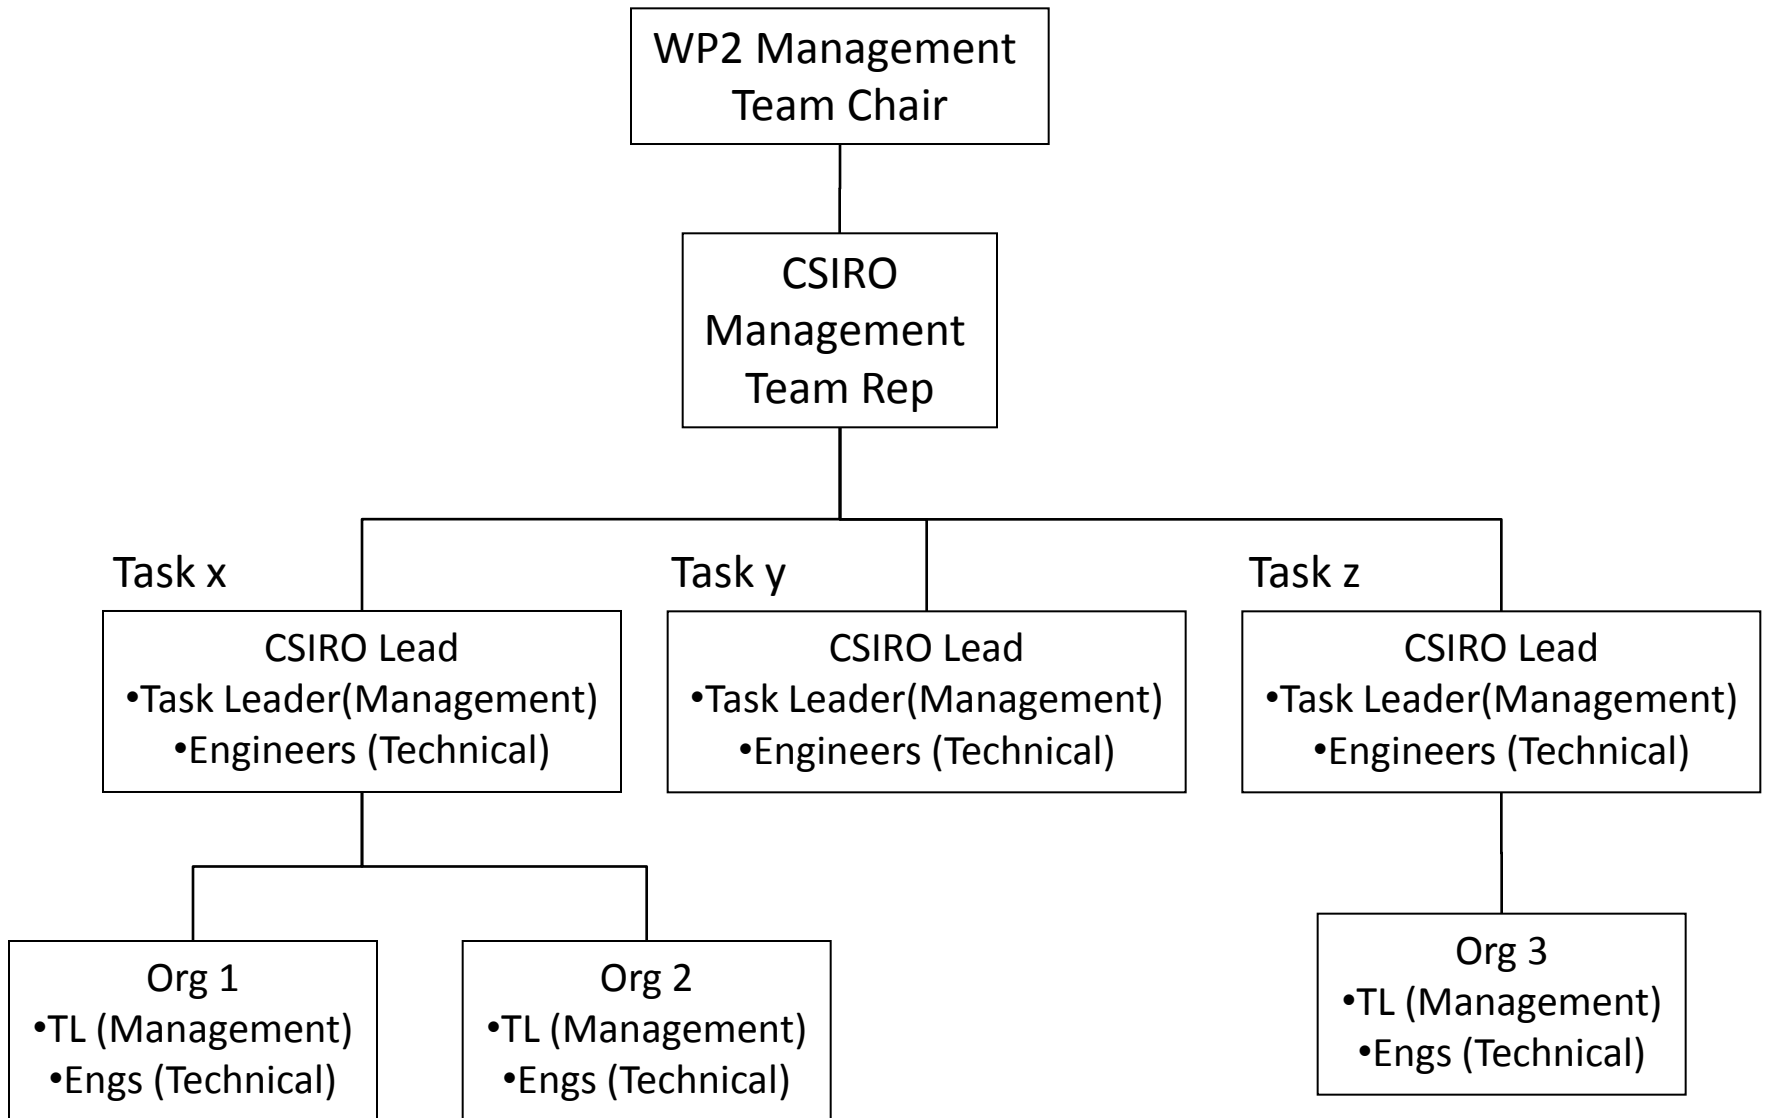 WP2 Management
Team Chair
CSIRO
Management
Team Rep
Task x
Task y
Task z
CSIRO Lead
•Task Leader(Management)
•Engineers (Technical)
CSIRO Lead
•Task Leader(Management)
•Engineers (Technical)
CSIRO Lead
•Task Leader(Management)
•Engineers (Technical)
Org 1
•TL (Management)
•Engs (Technical)
Org 2
•TL (Management)
•Engs (Technical)
Org 3
•TL (Management)
•Engs (Technical)